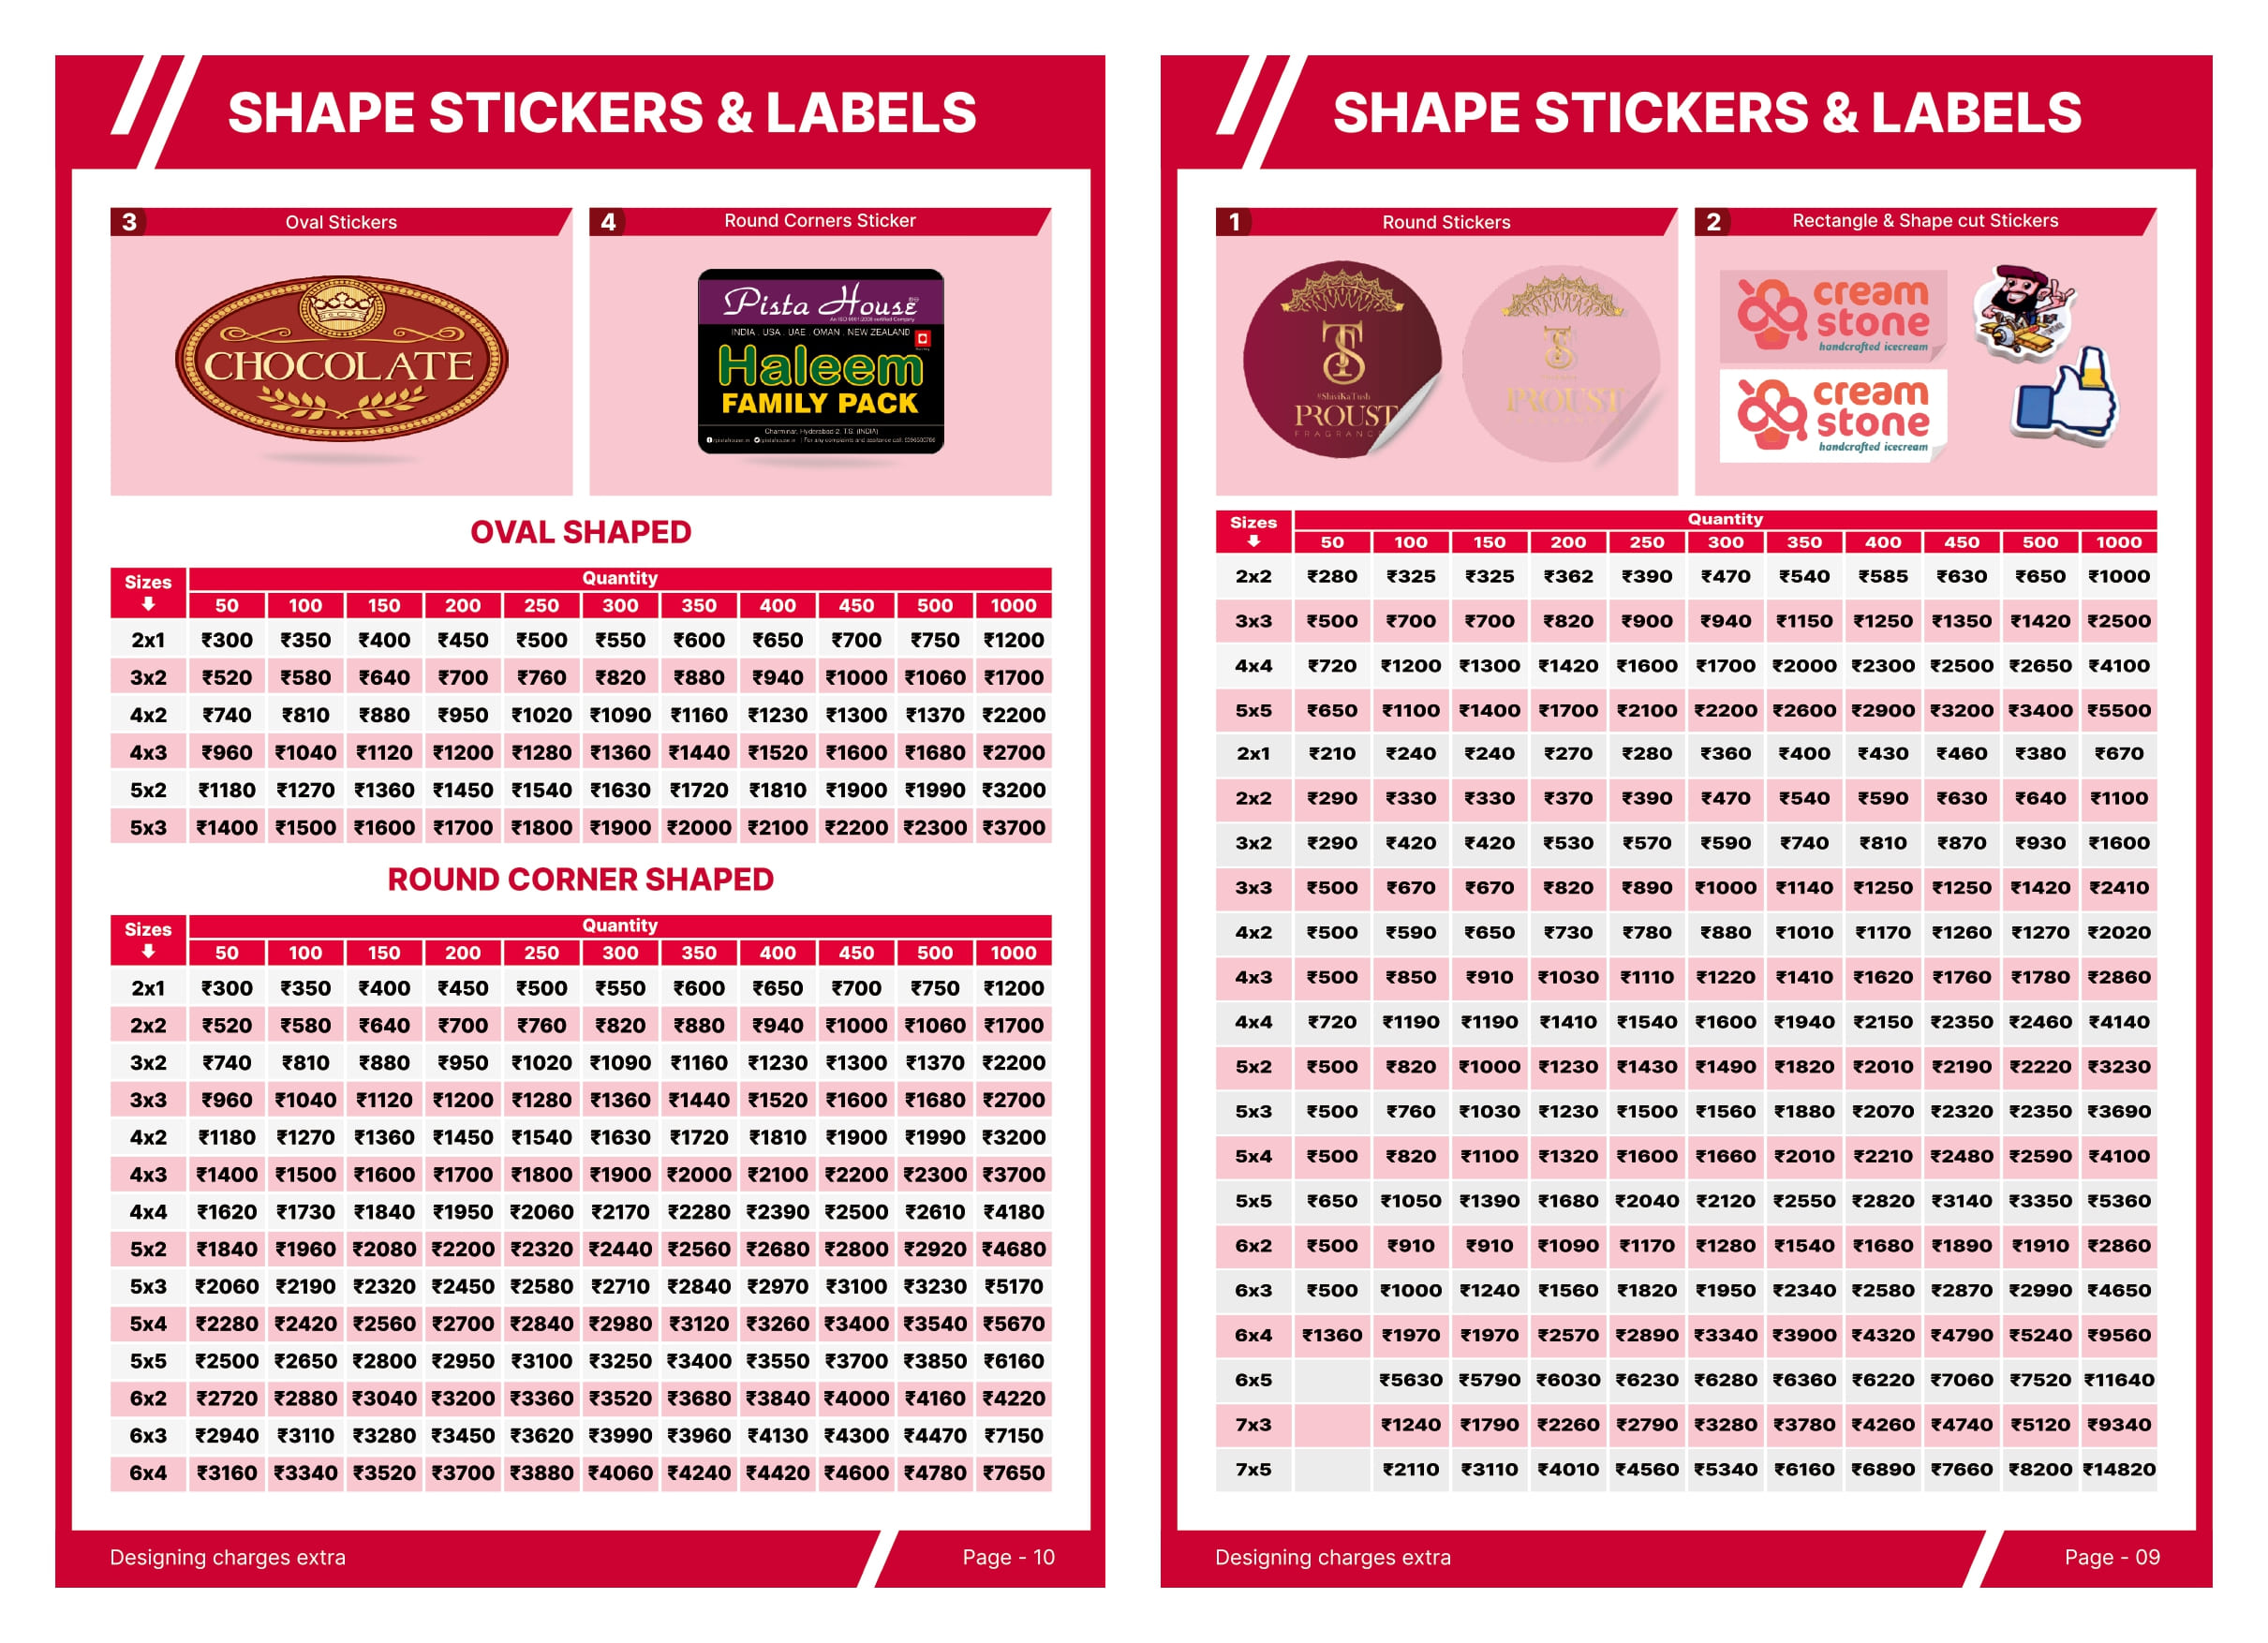 SHAPE STICKERS & LABELS
3 Oval Stickers
4 Round Corners Sticker
CHOCOLATE
Pista House
An ISO 9001:2008 certified Company
INDIA . USA . UAE . OMAN . NEW ZEALAND
Haleem
FAMILY PACK
Charminar, Hyderabad-2, T.S. (INDIA)
OVAL SHAPED
Sizes Quantity
50 100 150 200 250 300 350 400 450 500 1000
2x1 ₹300 ₹350 ₹400 ₹450 ₹500 ₹550 ₹600 ₹650 ₹700 ₹750 ₹1200
3x2 ₹520 ₹580 ₹640 ₹700 ₹760 ₹820 ₹880 ₹940 ₹1000 ₹1060 ₹1700
4x2 ₹740 ₹810 ₹880 ₹950 ₹1020 ₹1090 ₹1160 ₹1230 ₹1300 ₹1370 ₹2200
4x3 ₹960 ₹1040 ₹1120 ₹1200 ₹1280 ₹1360 ₹1440 ₹1520 ₹1600 ₹1680 ₹2700
5x2 ₹1180 ₹1270 ₹1360 ₹1450 ₹1540 ₹1630 ₹1720 ₹1810 ₹1900 ₹1990 ₹3200
5x3 ₹1400 ₹1500 ₹1600 ₹1700 ₹1800 ₹1900 ₹2000 ₹2100 ₹2200 ₹2300 ₹3700
ROUND CORNER SHAPED
Sizes Quantity
50 100 150 200 250 300 350 400 450 500 1000
2x1 ₹300 ₹350 ₹400 ₹450 ₹500 ₹550 ₹600 ₹650 ₹700 ₹750 ₹1200
2x2 ₹520 ₹580 ₹640 ₹700 ₹760 ₹820 ₹880 ₹940 ₹1000 ₹1060 ₹1700
3x2 ₹740 ₹810 ₹880 ₹950 ₹1020 ₹1090 ₹1160 ₹1230 ₹1300 ₹1370 ₹2200
3x3 ₹960 ₹1040 ₹1120 ₹1200 ₹1280 ₹1360 ₹1440 ₹1520 ₹1600 ₹1680 ₹2700
4x2 ₹1180 ₹1270 ₹1360 ₹1450 ₹1540 ₹1630 ₹1720 ₹1810 ₹1900 ₹1990 ₹3200
4x3 ₹1400 ₹1500 ₹1600 ₹1700 ₹1800 ₹1900 ₹2000 ₹2100 ₹2200 ₹2300 ₹3700
4x4 ₹1620 ₹1730 ₹1840 ₹1950 ₹2060 ₹2170 ₹2280 ₹2390 ₹2500 ₹2610 ₹4180
5x2 ₹1840 ₹1960 ₹2080 ₹2200 ₹2320 ₹2440 ₹2560 ₹2680 ₹2800 ₹2920 ₹4680
5x3 ₹2060 ₹2190 ₹2320 ₹2450 ₹2580 ₹2710 ₹2840 ₹2970 ₹3100 ₹3230 ₹5170
5x4 ₹2280 ₹2420 ₹2560 ₹2700 ₹2840 ₹2980 ₹3120 ₹3260 ₹3400 ₹3540 ₹5670
5x5 ₹2500 ₹2650 ₹2800 ₹2950 ₹3100 ₹3250 ₹3400 ₹3550 ₹3700 ₹3850 ₹6160
6x2 ₹2720 ₹2880 ₹3040 ₹3200 ₹3360 ₹3520 ₹3680 ₹3840 ₹4000 ₹4160 ₹4220
6x3 ₹2940 ₹3110 ₹3280 ₹3450 ₹3620 ₹3990 ₹3960 ₹4130 ₹4300 ₹4470 ₹7150
6x4 ₹3160 ₹3340 ₹3520 ₹3700 ₹3880 ₹4060 ₹4240 ₹4420 ₹4600 ₹4780 ₹7650
Designing charges extra
Page - 10
SHAPE STICKERS & LABELS
1 Round Stickers
2 Rectangle & Shape cut Stickers
TS
#ShiviKaTush
PROUST
FRAGRANC
PROUST
cream
stone
handcrafted icecream
cream
stone
handcrafted icecream
Sizes Quantity
50 100 150 200 250 300 350 400 450 500 1000
2x2 ₹280 ₹325 ₹325 ₹362 ₹390 ₹470 ₹540 ₹585 ₹630 ₹650 ₹1000
3x3 ₹500 ₹700 ₹700 ₹820 ₹900 ₹940 ₹1150 ₹1250 ₹1350 ₹1420 ₹2500
4x4 ₹720 ₹1200 ₹1300 ₹1420 ₹1600 ₹1700 ₹2000 ₹2300 ₹2500 ₹2650 ₹4100
5x5 ₹650 ₹1100 ₹1400 ₹1700 ₹2100 ₹2200 ₹2600 ₹2900 ₹3200 ₹3400 ₹5500
2x1 ₹210 ₹240 ₹240 ₹270 ₹280 ₹360 ₹400 ₹430 ₹460 ₹380 ₹670
2x2 ₹290 ₹330 ₹330 ₹370 ₹390 ₹470 ₹540 ₹590 ₹630 ₹640 ₹1100
3x2 ₹290 ₹420 ₹420 ₹530 ₹570 ₹590 ₹740 ₹810 ₹870 ₹930 ₹1600
3x3 ₹500 ₹670 ₹670 ₹820 ₹890 ₹1000 ₹1140 ₹1250 ₹1250 ₹1420 ₹2410
4x2 ₹500 ₹590 ₹650 ₹730 ₹780 ₹880 ₹1010 ₹1170 ₹1260 ₹1270 ₹2020
4x3 ₹500 ₹850 ₹910 ₹1030 ₹1110 ₹1220 ₹1410 ₹1620 ₹1760 ₹1780 ₹2860
4x4 ₹720 ₹1190 ₹1190 ₹1410 ₹1540 ₹1600 ₹1940 ₹2150 ₹2350 ₹2460 ₹4140
5x2 ₹500 ₹820 ₹1000 ₹1230 ₹1430 ₹1490 ₹1820 ₹2010 ₹2190 ₹2220 ₹3230
5x3 ₹500 ₹760 ₹1030 ₹1230 ₹1500 ₹1560 ₹1880 ₹2070 ₹2320 ₹2350 ₹3690
5x4 ₹500 ₹820 ₹1100 ₹1320 ₹1600 ₹1660 ₹2010 ₹2210 ₹2480 ₹2590 ₹4100
5x5 ₹650 ₹1050 ₹1390 ₹1680 ₹2040 ₹2120 ₹2550 ₹2820 ₹3140 ₹3350 ₹5360
6x2 ₹500 ₹910 ₹910 ₹1090 ₹1170 ₹1280 ₹1540 ₹1680 ₹1890 ₹1910 ₹2860
6x3 ₹500 ₹1000 ₹1240 ₹1560 ₹1820 ₹1950 ₹2340 ₹2580 ₹2870 ₹2990 ₹4650
6x4 ₹1360 ₹1970 ₹1970 ₹2570 ₹2890 ₹3340 ₹3900 ₹4320 ₹4790 ₹5240 ₹9560
6x5 ₹5630 ₹5790 ₹6030 ₹6230 ₹6280 ₹6360 ₹6220 ₹7060 ₹7520 ₹11640
7x3 ₹1240 ₹1790 ₹2260 ₹2790 ₹3280 ₹3780 ₹4260 ₹4740 ₹5120 ₹9340
7x5 ₹2110 ₹3110 ₹4010 ₹4560 ₹5340 ₹6160 ₹6890 ₹7660 ₹8200 ₹14820
Designing charges extra
Page - 09